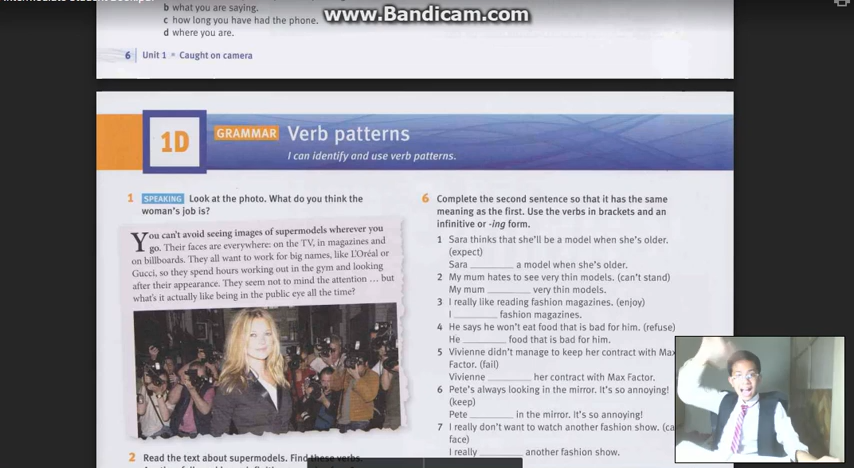 b what you are saying.
c how long you have had the phone.
d where you are.
www.Bandicam.com
6 Unit 1 • Caught on camera
1D GRAMMAR Verb patterns
I can identify and use verb patterns.
1 SPEAKING Look at the photo. What do you think the
woman's job is?
You can't avoid seeing images of supermodels wherever you
go. Their faces are everywhere: on the TV, in magazines and
on billboards. They all want to work for big names, like L'Oréal or
Gucci, so they spend hours working out in the gym and looking
after their appearance. They seem not to mind the attention ... but
what's it actually like being in the public eye all the time?
2 Read the text about supermodels. Find these verbs.
6 Complete the second sentence so that it has the same
meaning as the first. Use the verbs in brackets and an
infinitive or -ing form.
1 Sara thinks that she'll be a model when she's older.
(expect)
Sara ________ a model when she's older.
2 My mum hates to see very thin models. (can't stand)
My mum ________ very thin models.
3 I really like reading fashion magazines. (enjoy)
I ________ fashion magazines.
4 He says he won't eat food that is bad for him. (refuse)
He ________ food that is bad for him.
5 Vivienne didn't manage to keep her contract with Max
Factor. (fail)
Vivienne ________ her contract with Max Factor.
6 Pete's always looking in the mirror. It's so annoying!
(keep)
Pete ________ in the mirror. It's so annoying!
7 I really don't want to watch another fashion show. (ca
face)
I really ________ another fashion show.